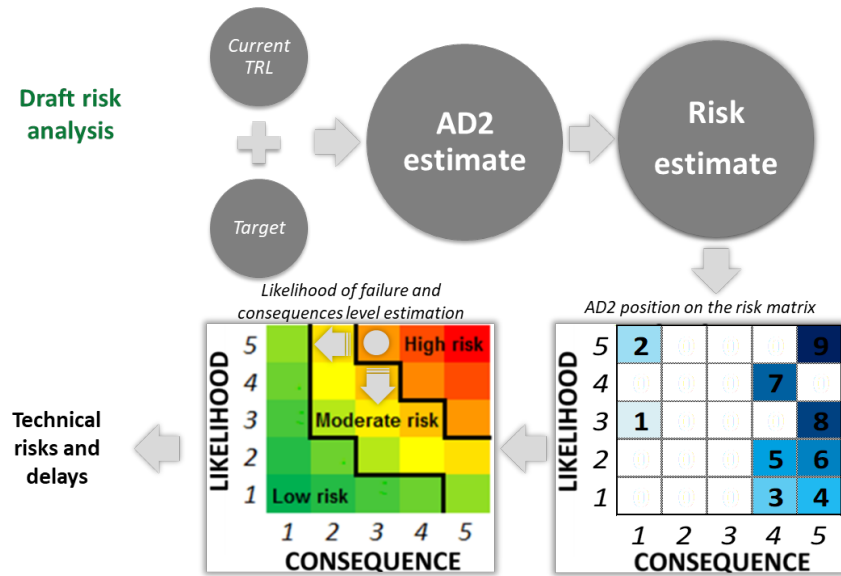 Current
TRL
Draft risk
analysis
AD2
estimate
Risk
estimate
Target
Likelihood of failure and
consequences level estimation
AD2 position on the risk matrix
LIKELIHOOD
5
4
3
2
1
High risk
Moderate risk
Low risk
1 2 3 4 5
CONSEQUENCE
Technical
risks and
delays
LIKELIHOOD
5 2 9
4 7
3 1 8
2 5 6
1 3 4
1 2 3 4 5
CONSEQUENCE